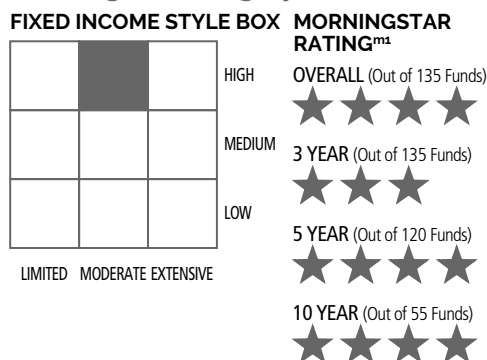 FIXED INCOME STYLE BOX
HIGH
MEDIUM
LOW
LIMITED MODERATE EXTENSIVE
MORNINGSTAR
RATINGᵐ¹
OVERALL (Out of 135 Funds)
3 YEAR (Out of 135 Funds)
5 YEAR (Out of 120 Funds)
10 YEAR (Out of 55 Funds)